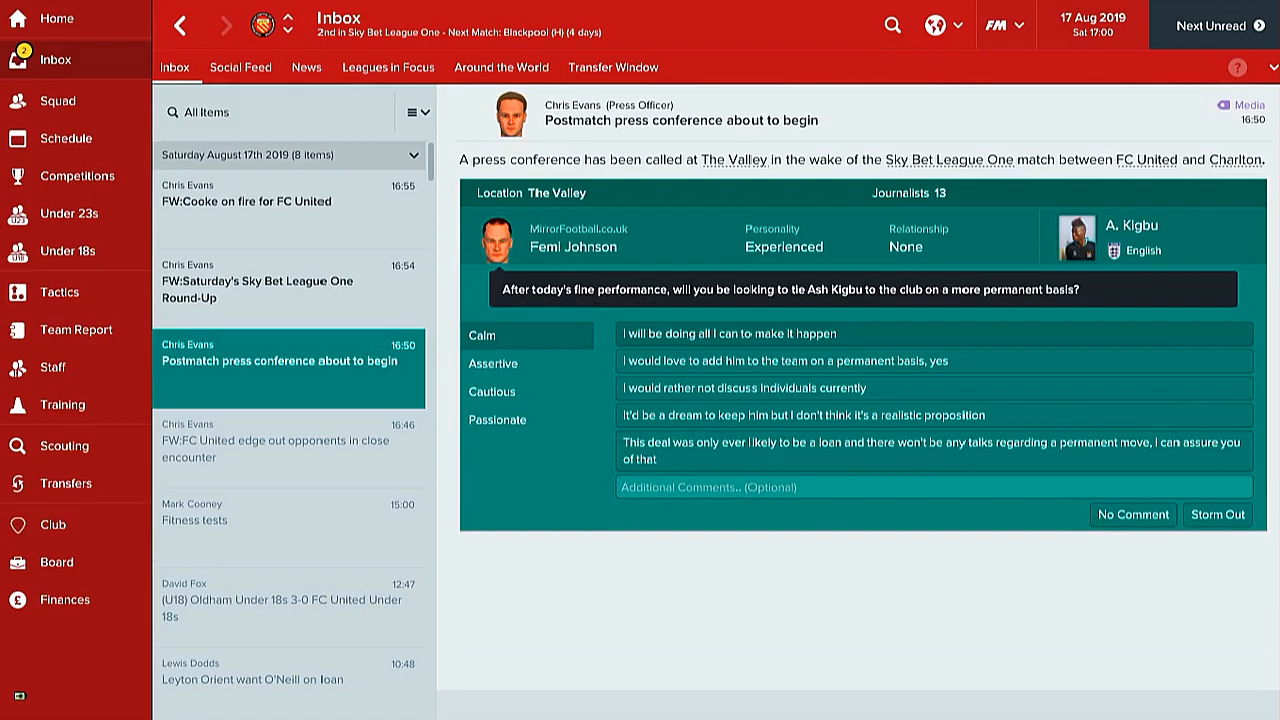 Home
2
Inbox
Squad
Schedule
Competitions
U23
Under 23s
U18
Under 18s
Tactics
Team Report
Staff
Training
Scouting
Transfers
Club
Board
Finances
Inbox
2nd in Sky Bet League One - Next Match: Blackpool (H) (4 days)
FM
17 Aug 2019
Sat 17:00
Next Unread
Inbox
Social Feed
News
Leagues in Focus
Around the World
Transfer Window
?
All Items
Saturday August 17th 2019 (8 items)
Chris Evans 16:55
FW:Cooke on fire for FC United
Chris Evans 16:54
FW:Saturday's Sky Bet League One
Round-Up
Chris Evans 16:50
Postmatch press conference about to begin
Chris Evans 16:46
FW:FC United edge out opponents in close
encounter
Mark Cooney 15:00
Fitness tests
David Fox 12:47
(U18) Oldham Under 18s 3-0 FC United Under
18s
Lewis Dodds 10:48
Leyton Orient want O'Neill on loan
Chris Evans (Press Officer)
Postmatch press conference about to begin
Media
16:50
A press conference has been called at The Valley in the wake of the Sky Bet League One match between FC United and Charlton.
Location The Valley
Journalists 13
MirrorFootball.co.uk
Femi Johnson
Personality
Experienced
Relationship
None
A. Kigbu
English
After today's fine performance, will you be looking to tie Ash Kigbu to the club on a more permanent basis?
Calm
Assertive
Cautious
Passionate
I will be doing all I can to make it happen
I would love to add him to the team on a permanent basis, yes
I would rather not discuss individuals currently
It'd be a dream to keep him but I don't think it's a realistic proposition
This deal was only ever likely to be a loan and there won't be any talks regarding a permanent move, I can assure you
of that
Additional Comments.. (Optional)
No Comment
Storm Out